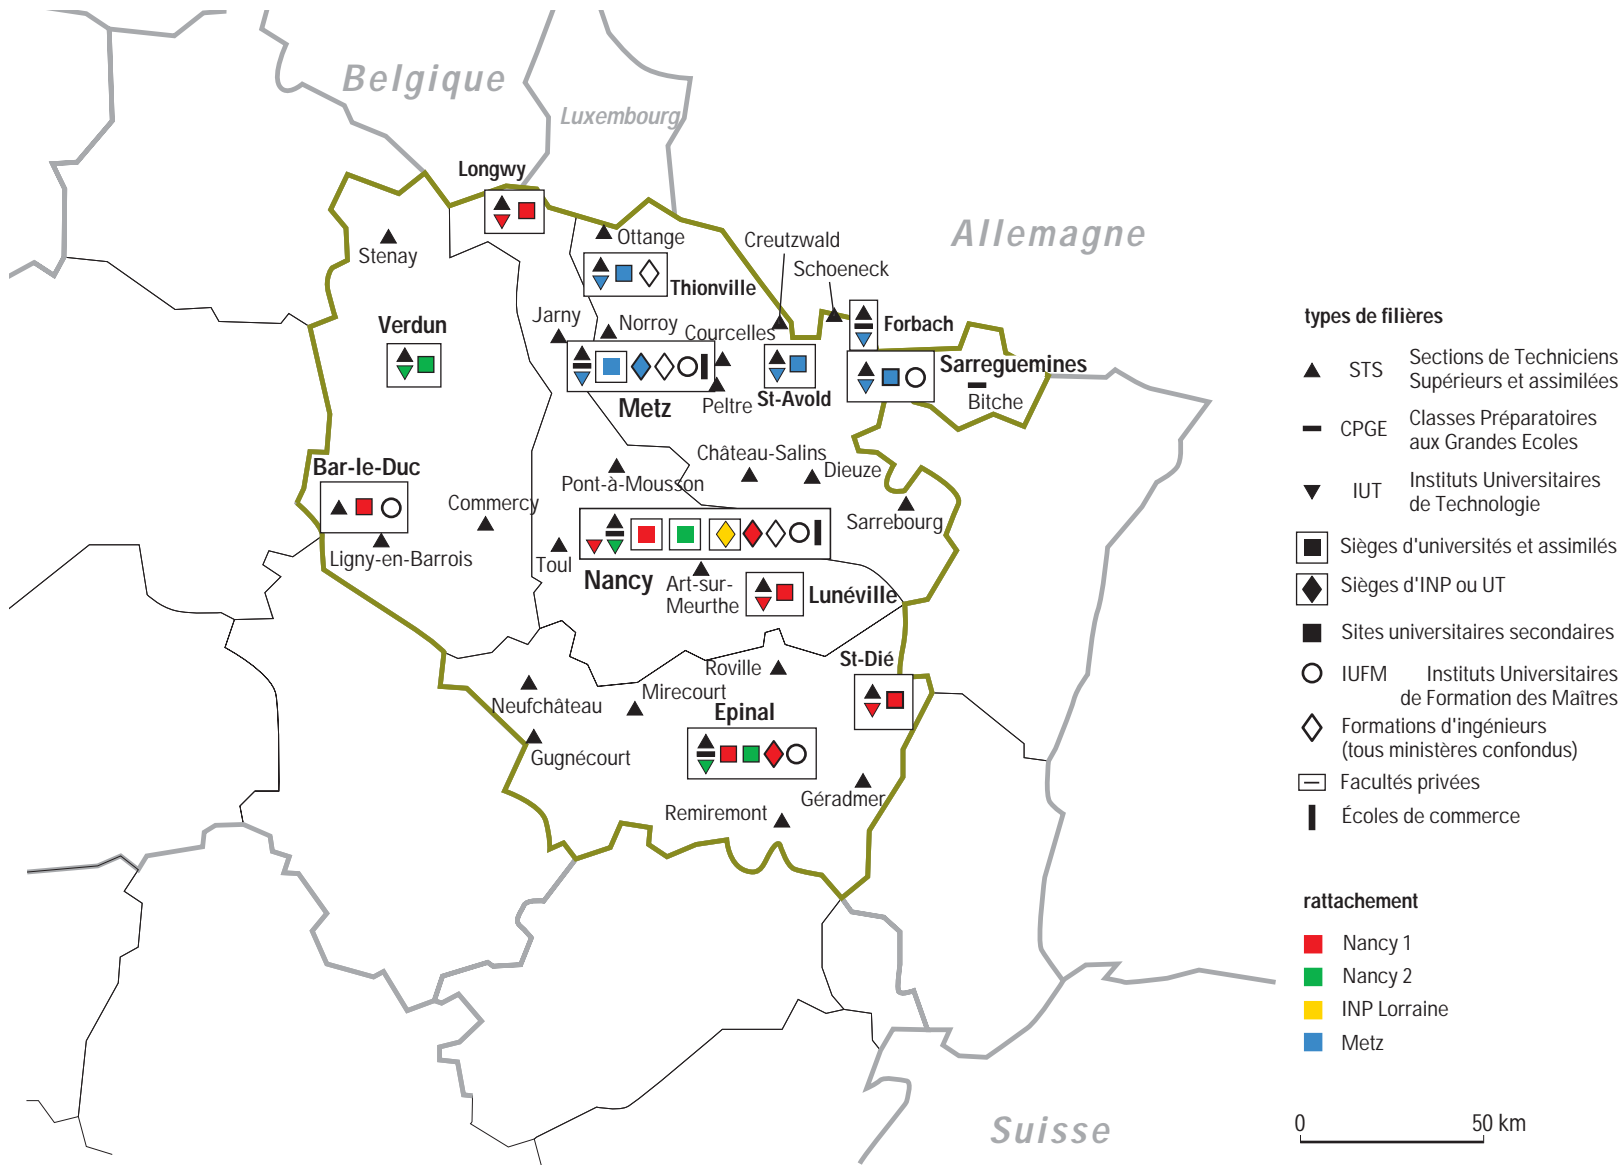 Belgique
Luxembourg
Allemagne
Suisse
Longwy
Stenay
Ottange
Creutzwald
Schoeneck
Thionville
Verdun
Jarny
Norroy
Courcelles
Forbach
Metz
Peltre
St-Avold
Sarreguemines
Bitche
Bar-le-Duc
Ligny-en-Barrois
Commercy
Pont-à-Mousson
Château-Salins
Dieuze
Sarrebourg
Toul
Nancy
Art-sur-
Meurthe
Lunéville
Roville
St-Dié
Neufchâteau
Mirecourt
Epinal
Gugnécourt
Géradmer
Remiremont
types de filières
STS Sections de Techniciens
Supérieurs et assimilées
CPGE Classes Préparatoires
aux Grandes Ecoles
IUT Instituts Universitaires
de Technologie
Sièges d'universités et assimilés
Sièges d'INP ou UT
Sites universitaires secondaires
IUFM Instituts Universitaires
de Formation des Maîtres
Formations d'ingénieurs
(tous ministères confondus)
Facultés privées
Écoles de commerce
rattachement
Nancy 1
Nancy 2
INP Lorraine
Metz
0 50 km